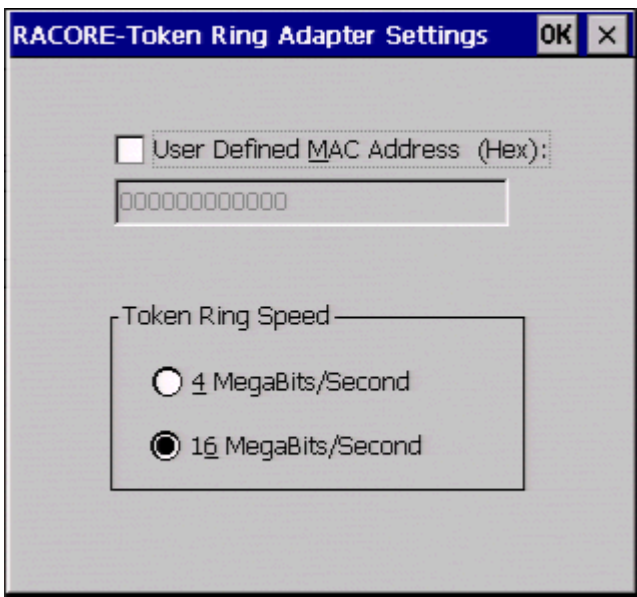 RACORE-Token Ring Adapter Settings OK ×
User Defined MAC Address (Hex):
000000000000
Token Ring Speed
4 MegaBits/Second
16 MegaBits/Second